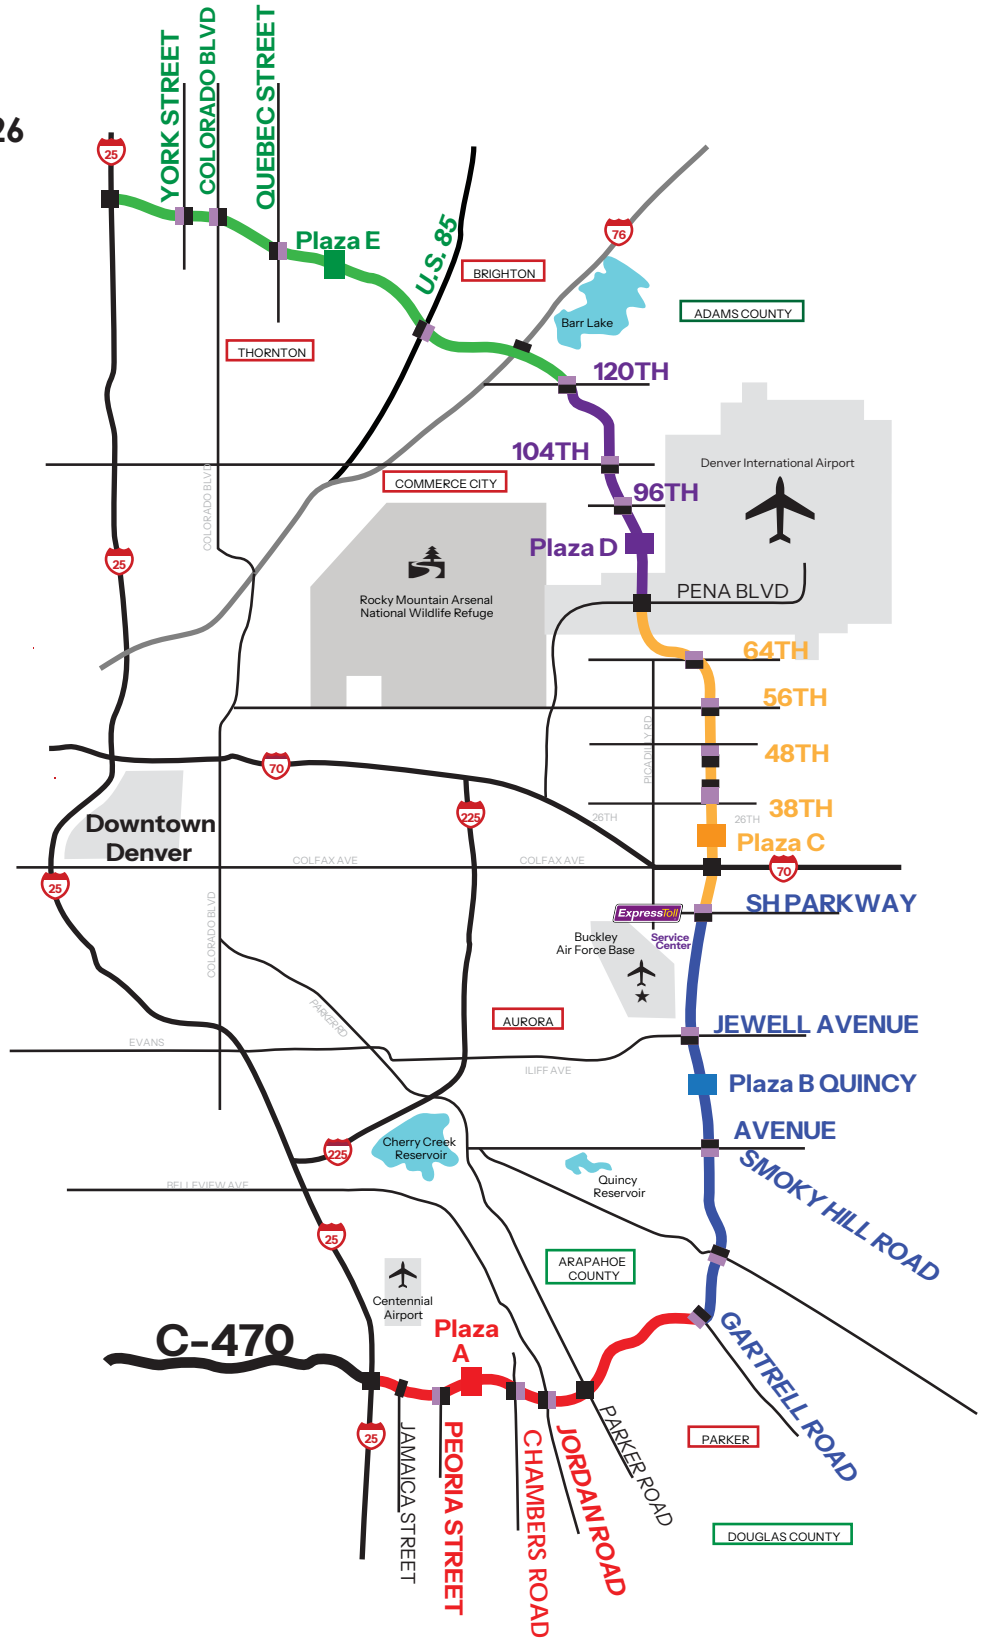 26
YORK STREET
COLORADO BLVD
QUEBEC STREET
25
Plaza E
U.S. 85
76
BRIGHTON
Barr Lake
ADAMS COUNTY
THORNTON
120TH
104TH
COMMERCE CITY
COLORADO BLVD
Denver International Airport
96TH
Plaza D
25
Rocky Mountain Arsenal
National Wildlife Refuge
PENA BLVD
64TH
56TH
PICADILLY RD
48TH
70
225
38TH
26TH
26TH
Downtown
Denver
Plaza C
COLFAX AVE
COLFAX AVE
70
25
COLORADO BLVD
SH PARKWAY
ExpressToll
Service
Center
Buckley
Air Force Base
PARKER RD
AURORA
JEWELL AVENUE
EVANS
ILIFF AVE
Plaza B QUINCY
AVENUE
Cherry Creek
Reservoir
225
SMOKY HILL ROAD
Quincy
Reservoir
BELLEVIEW AVE
25
ARAPAHOE
COUNTY
Centennial
Airport
C-470
Plaza
A
GARTRELL ROAD
25
JAMAICA STREET
PEORIA STREET
CHAMBERS ROAD
JORDAN ROAD
PARKER ROAD
PARKER
DOUGLAS COUNTY